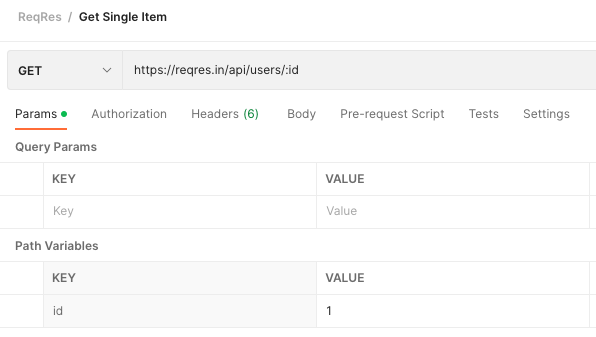 ReqRes / Get Single Item
GET https://reqres.in/api/users/:id
Params Authorization Headers (6) Body Pre-request Script Tests Settings
Query Params
KEY VALUE
Key Value
Path Variables
KEY VALUE
id 1